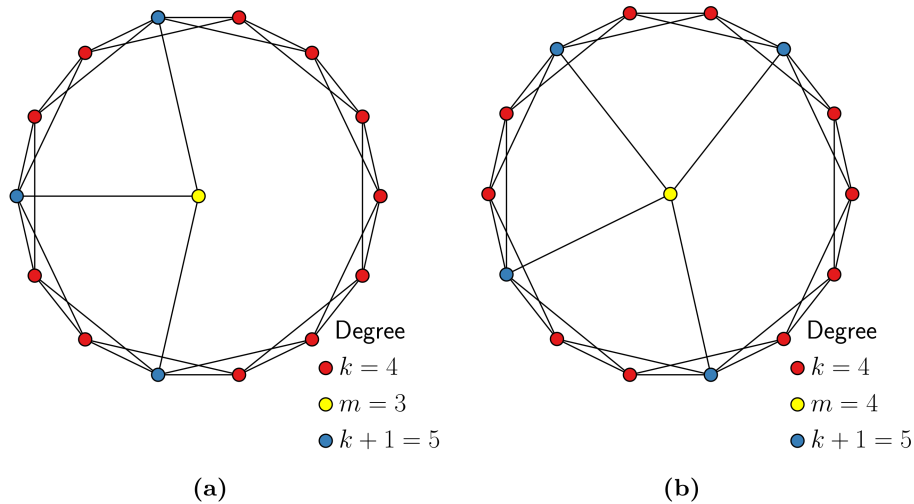 Degree
k = 4
m = 3
k + 1 = 5
(a)
Degree
k = 4
m = 4
k + 1 = 5
(b)